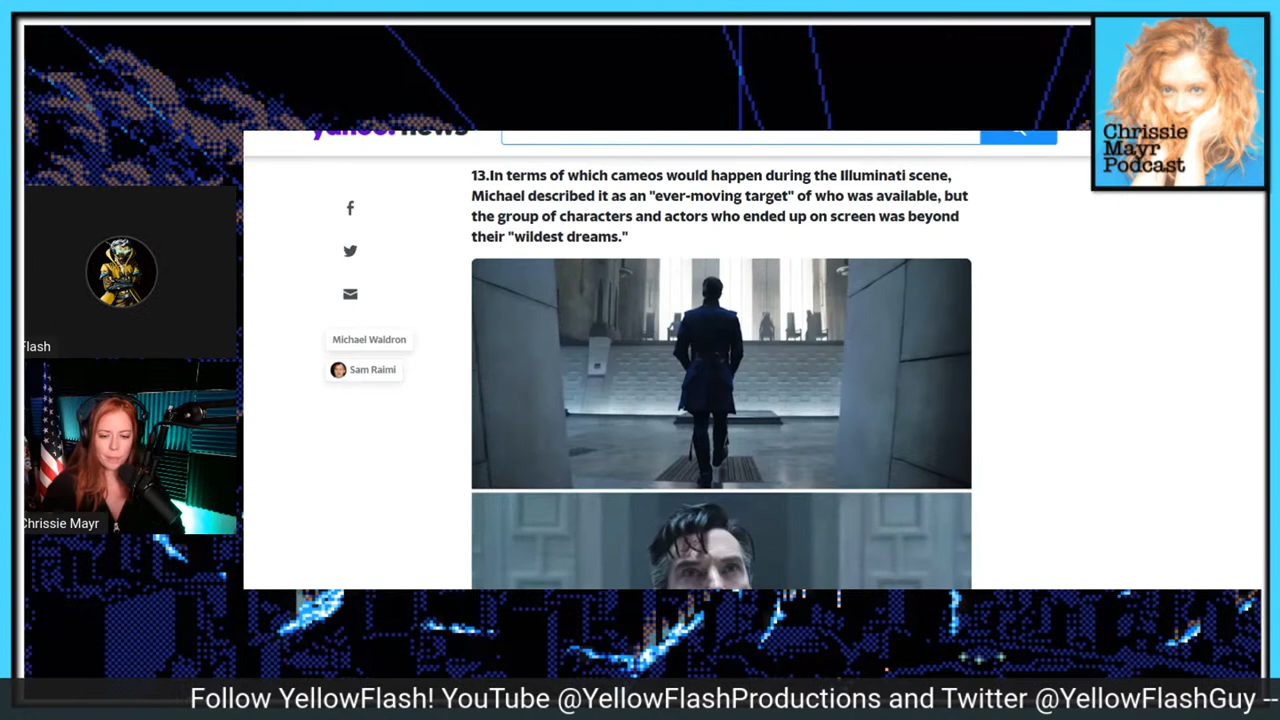 yahoo! news
Chrissie
Mayr
Podcast
13.In terms of which cameos would happen during the Illuminati scene,
Michael described it as an "ever-moving target" of who was available, but
the group of characters and actors who ended up on screen was beyond
their "wildest dreams."
Michael Waldron
Sam Raimi
Flash
Chrissie Mayr
Follow YellowFlash! YouTube @YellowFlashProductions and Twitter @YellowFlashGuy --